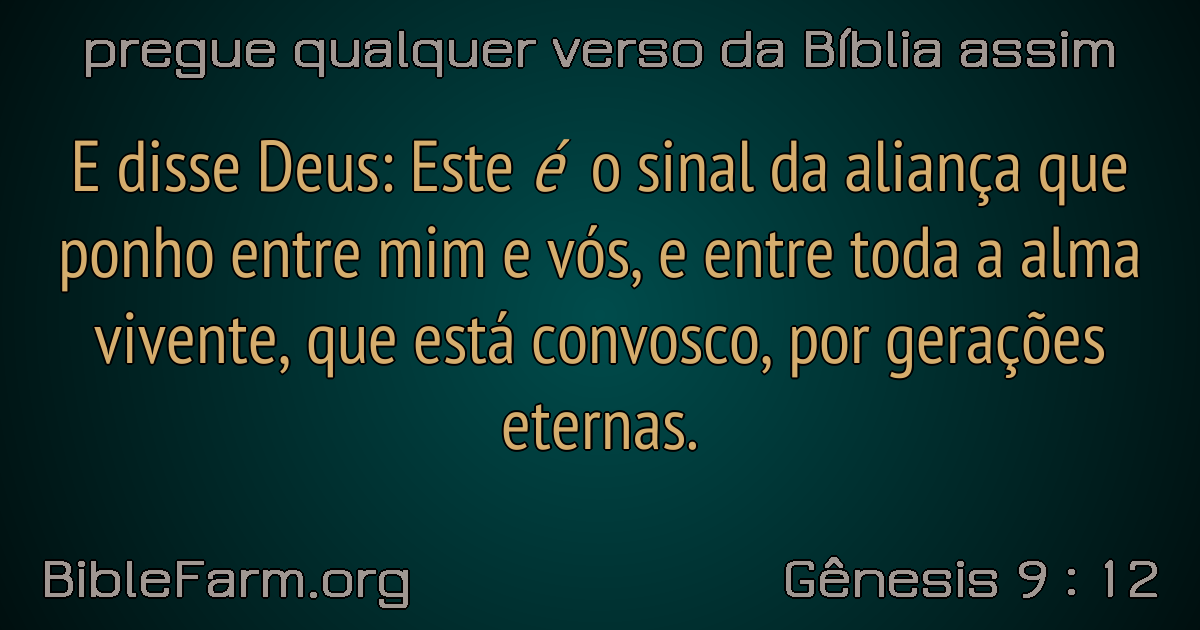 pregue qualquer verso da Bíblia assim
E disse Deus: Este é o sinal da aliança que
ponho entre mim e vós, e entre toda a alma
vivente, que está convosco, por gerações
eternas.
BibleFarm.org
Gênesis 9 : 12